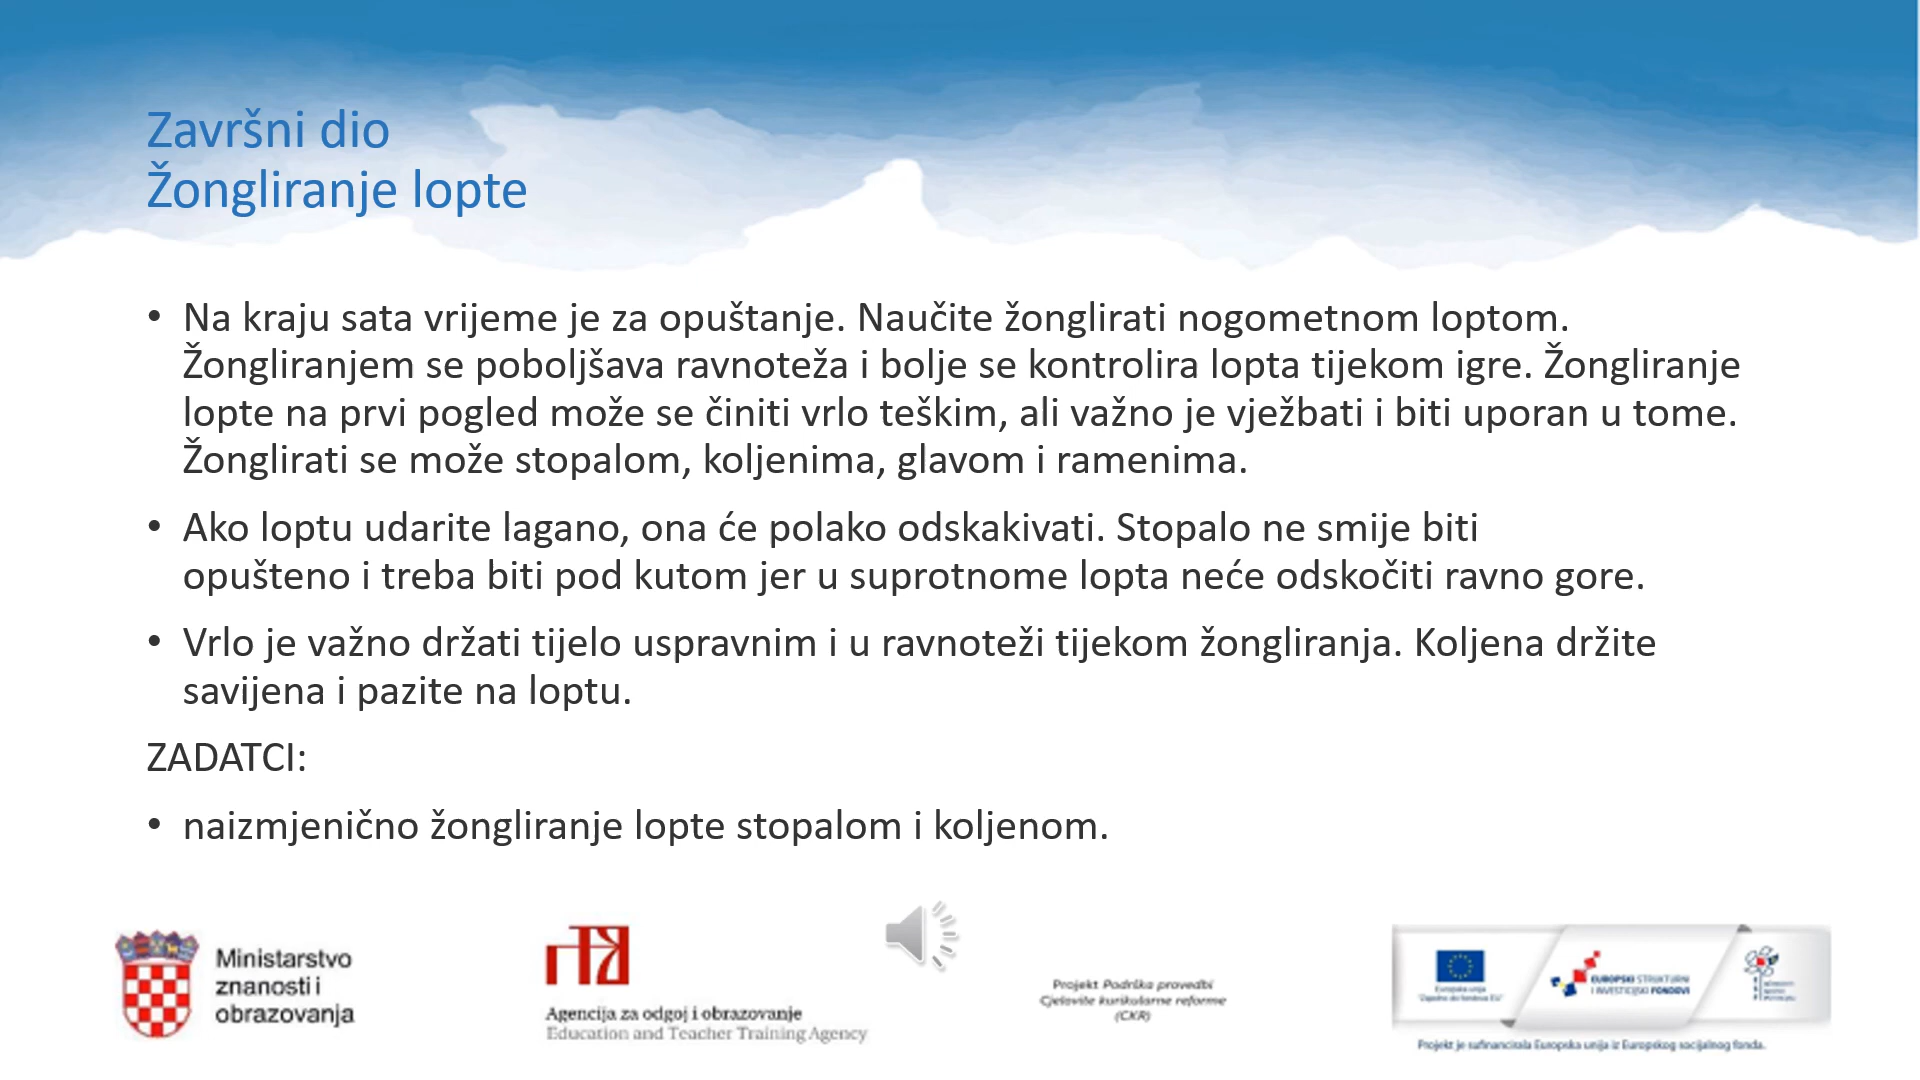 Završni dio
Žongliranje lopte
• Na kraju sata vrijeme je za opuštanje. Naučite žonglirati nogometnom loptom.
Žongliranjem se poboljšava ravnoteža i bolje se kontrolira lopta tijekom igre. Žongliranje
lopte na prvi pogled može se činiti vrlo teškim, ali važno je vježbati i biti uporan u tome.
Žonglirati se može stopalom, koljenima, glavom i ramenima.
• Ako loptu udarite lagano, ona će polako odskakivati. Stopalo ne smije biti
opušteno i treba biti pod kutom jer u suprotnome lopta neće odskočiti ravno gore.
• Vrlo je važno držati tijelo uspravnim i u ravnoteži tijekom žongliranja. Koljena držite
savijena i pazite na loptu.
ZADATCI:
• naizmjenično žongliranje lopte stopalom i koljenom.
Ministarstvo
znanosti i
obrazovanja
Agencija za odgoj i obrazovanje
Education and Teacher Training Agency
Projekt Podrška provedbi
Cjelovite kurikularne reforme
(CKR)
Europska unija
EUROPSKI STRUKTURNI
I INVESTICIJSKI FONDOVI
Projekt je sufinancirala Europska unija iz Europskog socijalnog fonda.